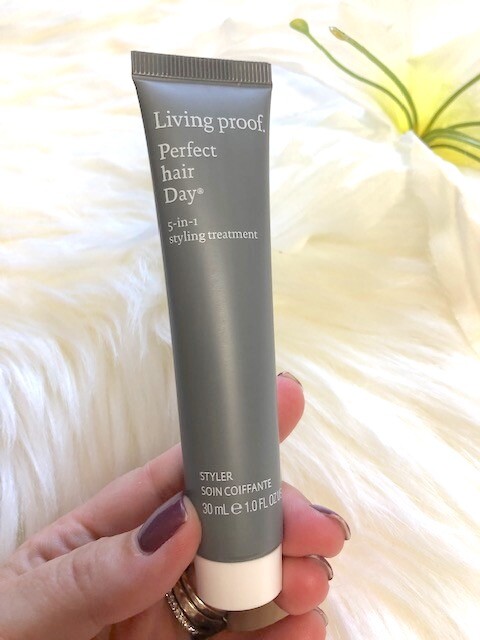 Living proof.
Perfect
hair
Day®
5-in-1
styling treatment
STYLER
SOIN COIFFANTE
30 mL ℮ 1.0 FL OZ US